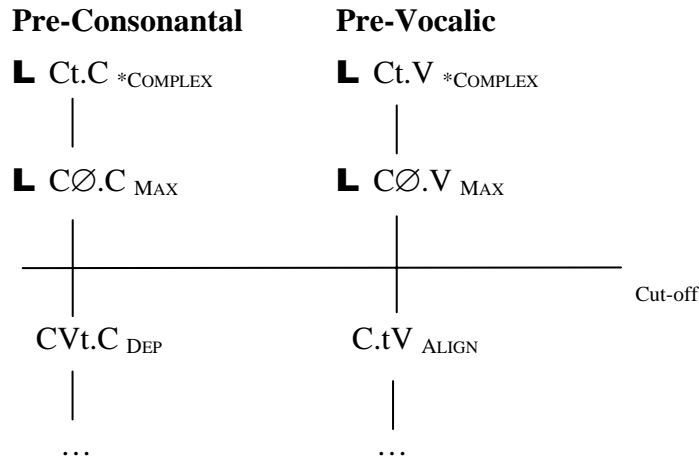 Pre-Consonantal Pre-Vocalic
L Ct.C *COMPLEX L Ct.V *COMPLEX
L C∅.C MAX L C∅.V MAX
Cut-off
CVt.C DEP C.tV ALIGN
… …